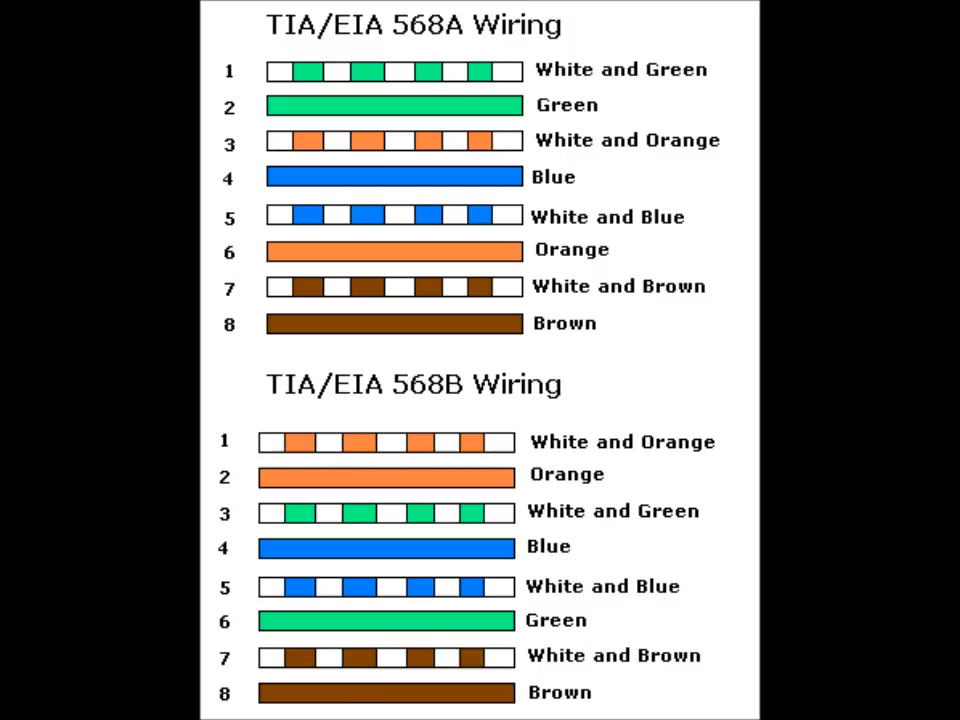 TIA/EIA 568A Wiring
1 White and Green
2 Green
3 White and Orange
4 Blue
5 White and Blue
6 Orange
7 White and Brown
8 Brown
TIA/EIA 568B Wiring
1 White and Orange
2 Orange
3 White and Green
4 Blue
5 White and Blue
6 Green
7 White and Brown
8 Brown